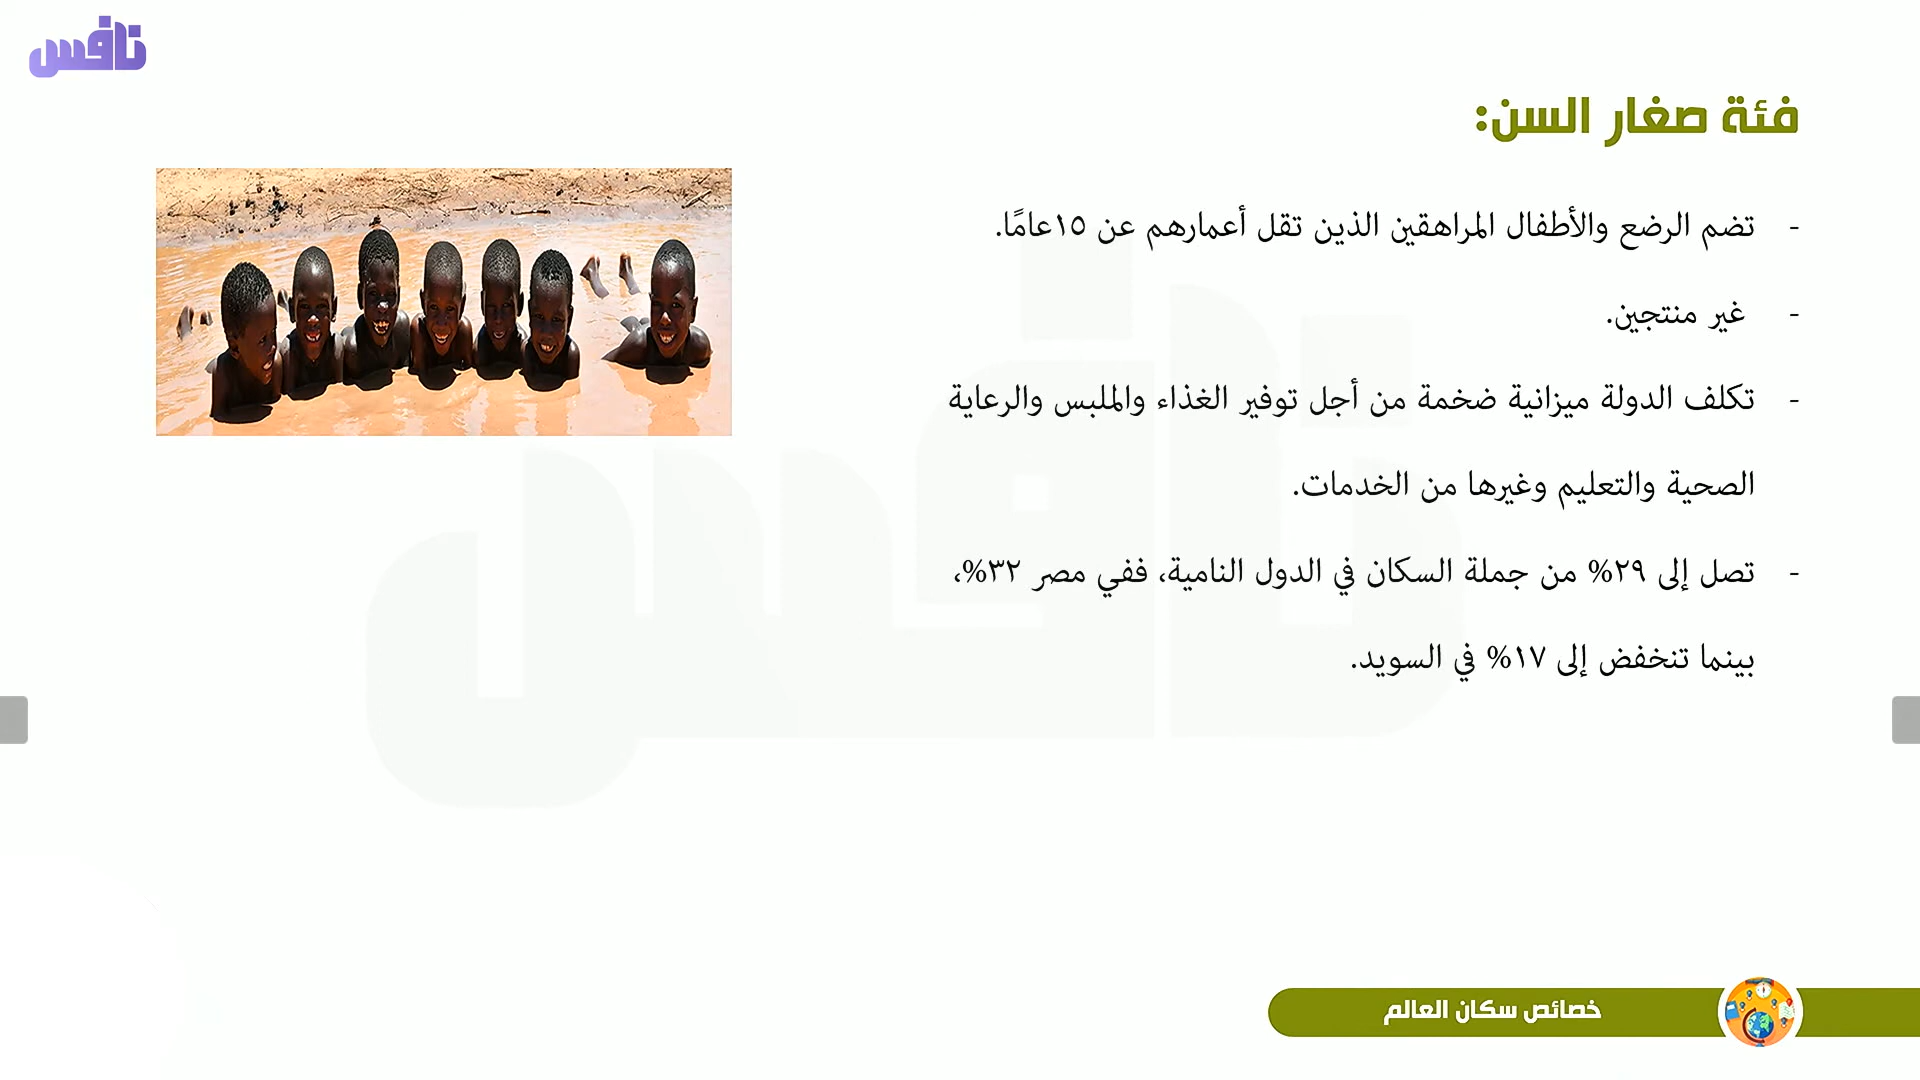 نافس
فئة صغار السن:
- تضم الرضع والأطفال المراهقين الذين تقل أعمارهم عن ١٥عامًا.
- غير منتجين.
- تكلف الدولة ميزانية ضخمة من أجل توفير الغذاء والملبس والرعاية
الصحية والتعليم وغيرها من الخدمات.
- تصل إلى ٢٩% من جملة السكان في الدول النامية، ففي مصر ٣٢%،
بينما تنخفض إلى ١٧% في السويد.
خصائص سكان العالم